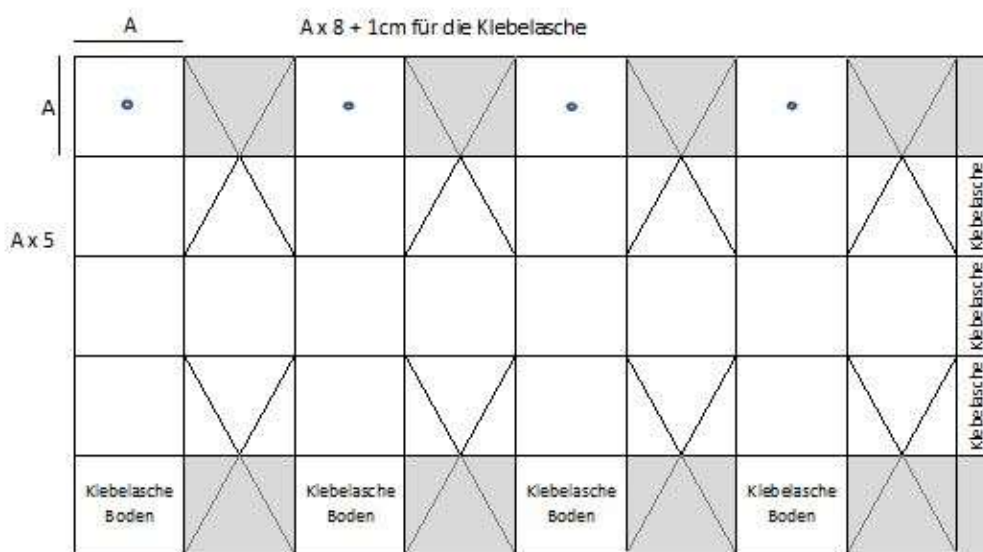 A
A x 8 + 1cm für die Klebelasche
A
A x 5
Klebelasche
Klebelasche
Klebelasche
Klebelasche
Boden
Klebelasche
Boden
Klebelasche
Boden
Klebelasche
Boden